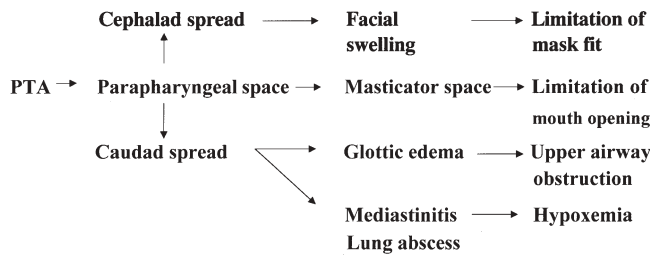 Cephalad spread Facial Limitation of
swelling mask fit
PTA Parapharyngeal space Masticator space Limitation of
mouth opening
Caudad spread Glottic edema Upper airway
obstruction
Mediastinitis Hypoxemia
Lung abscess